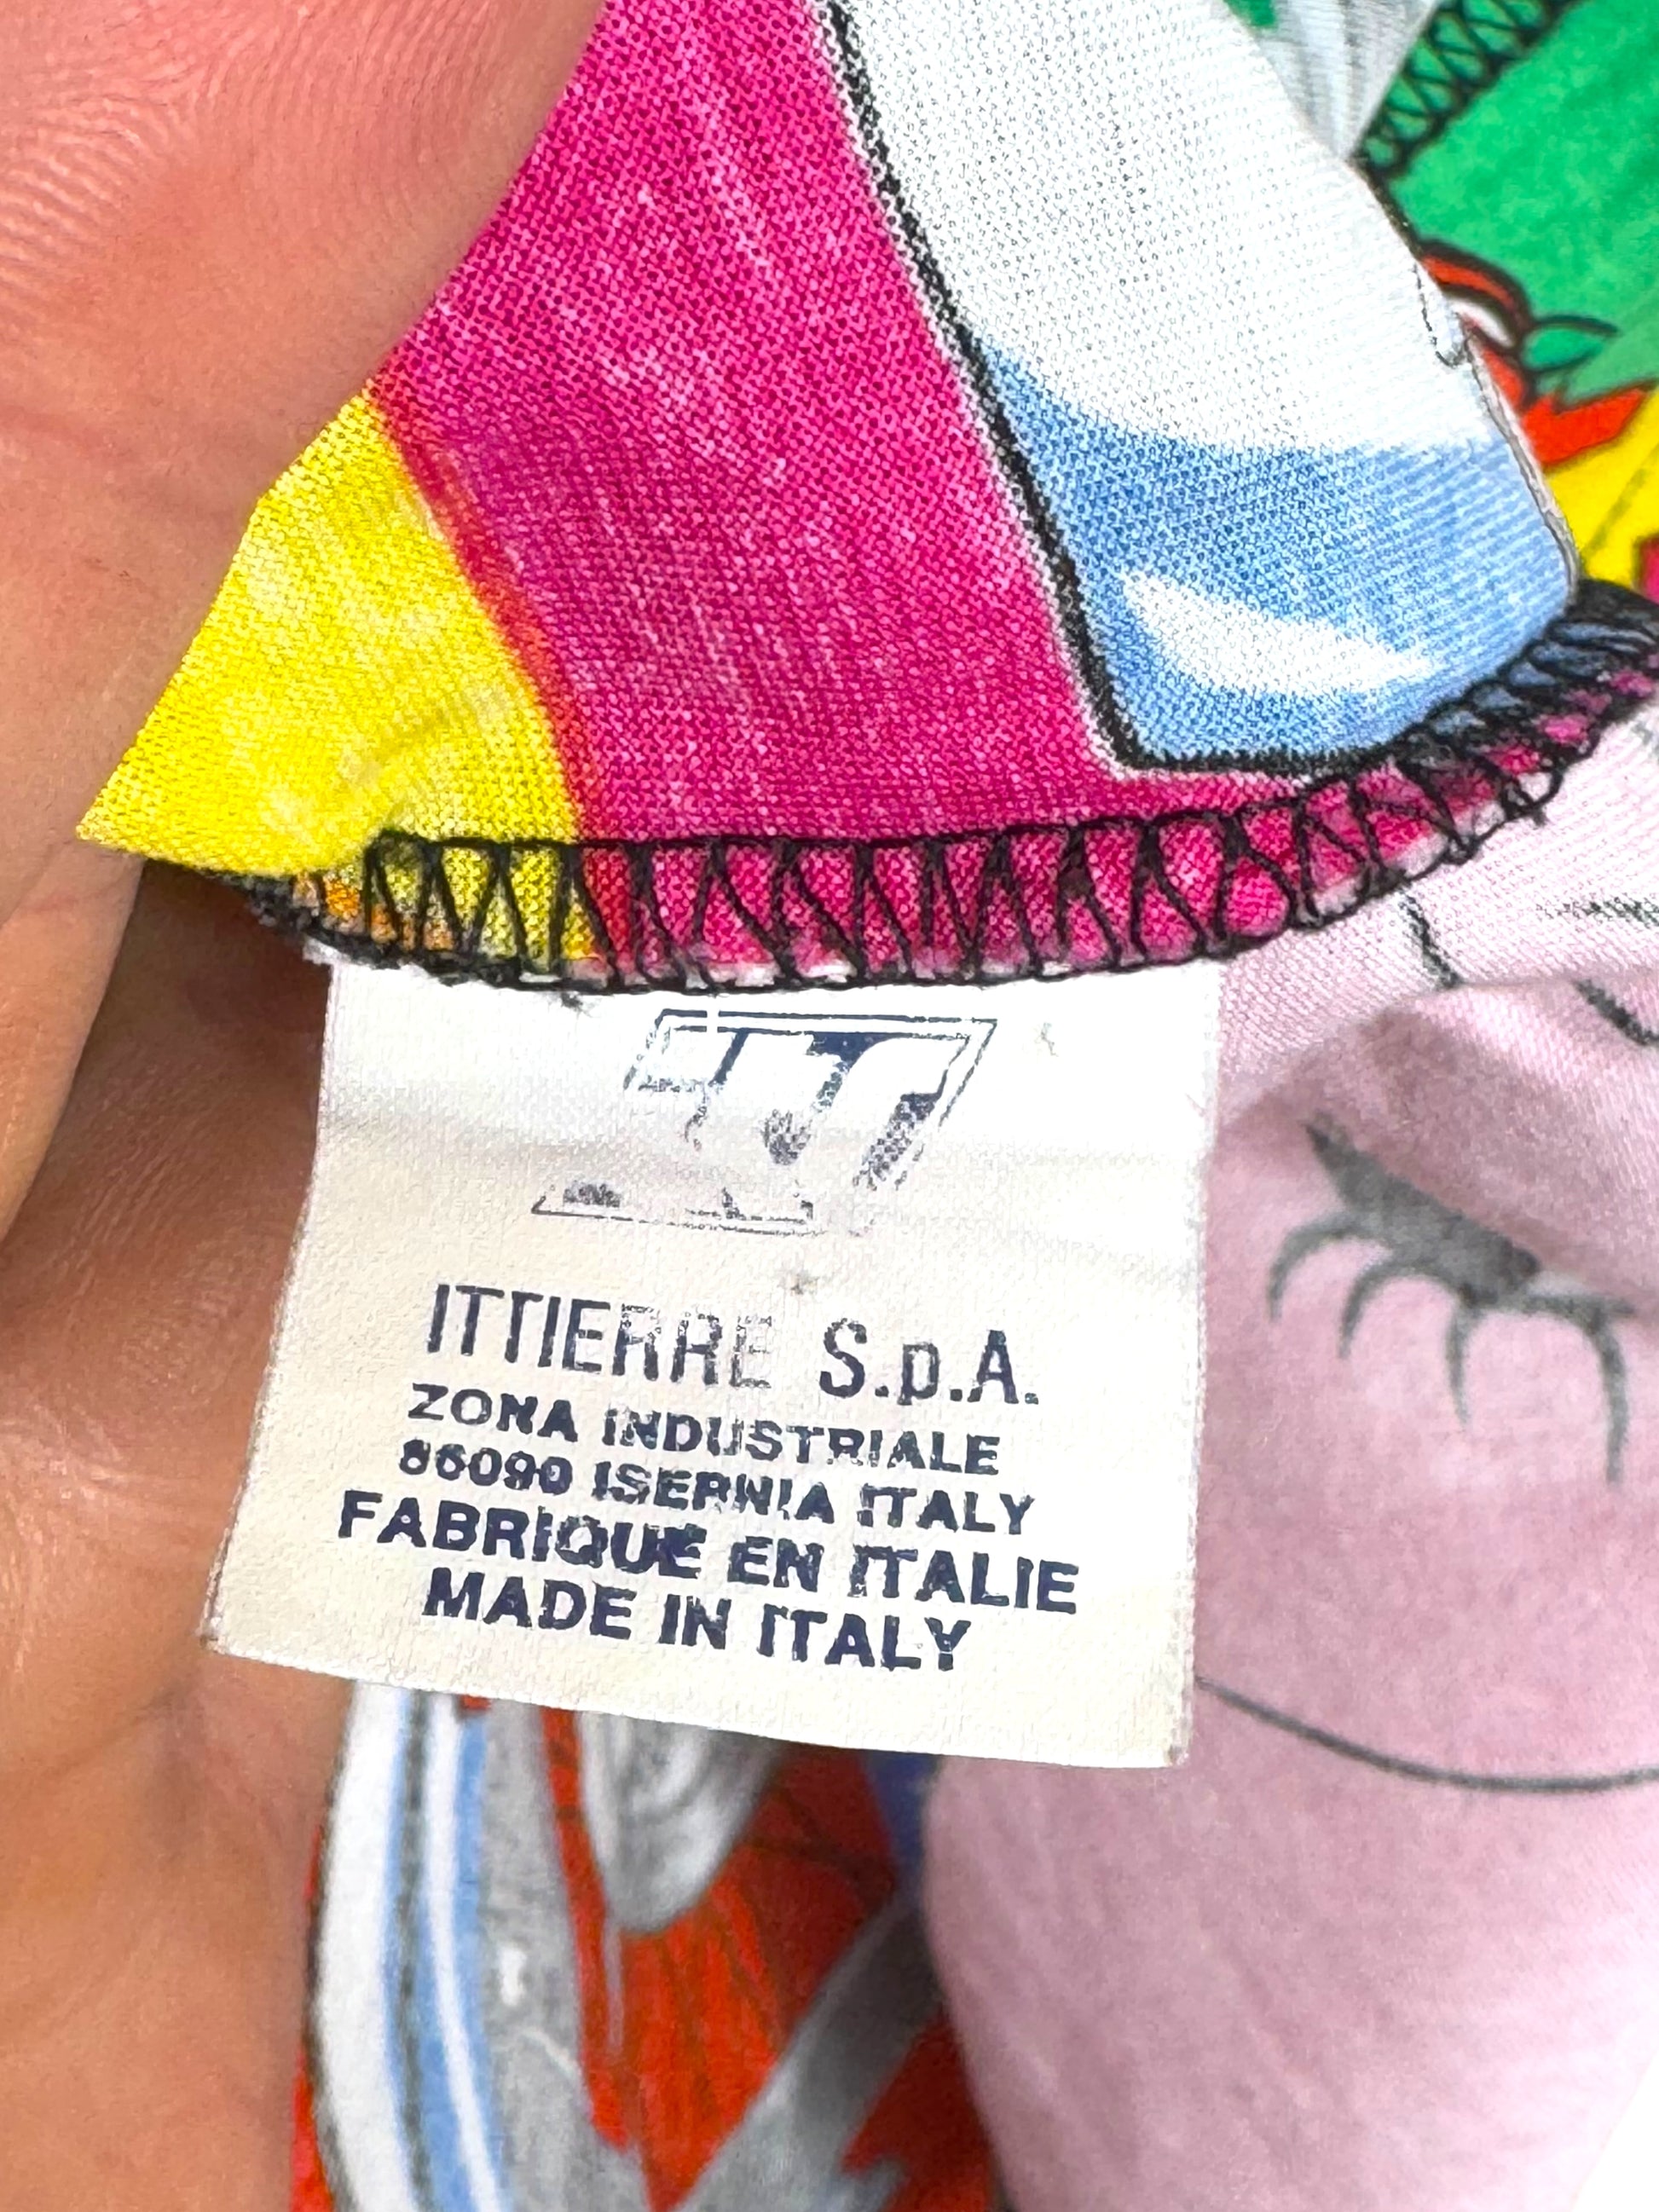 ITTIERRE S.p.A.
ZONA INDUSTRIALE
86090 ISERNIA ITALY
FABRIQUE EN ITALIE
MADE IN ITALY